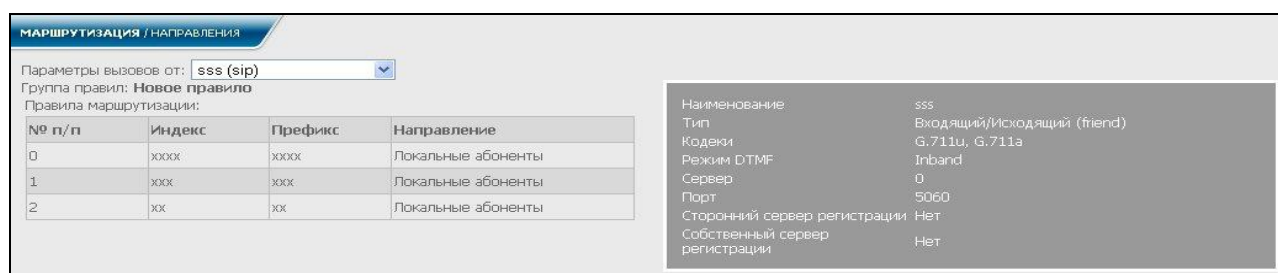 МАРШРУТИЗАЦИЯ / НАПРАВЛЕНИЯ
Параметры вызовов от: sss (sip)
Группа правил: Новое правило
Правила маршрутизации:
№ п/п Индекс Префикс Направление
0 xxxx xxxx Локальные абоненты
1 xxx xxx Локальные абоненты
2 xx xx Локальные абоненты
Наименование sss
Тип Входящий/Исходящий (friend)
Кодеки G.711u, G.711a
Режим DTMF Inband
Сервер 0
Порт 5060
Сторонний сервер регистрации Нет
Собственный сервер
регистрации Нет